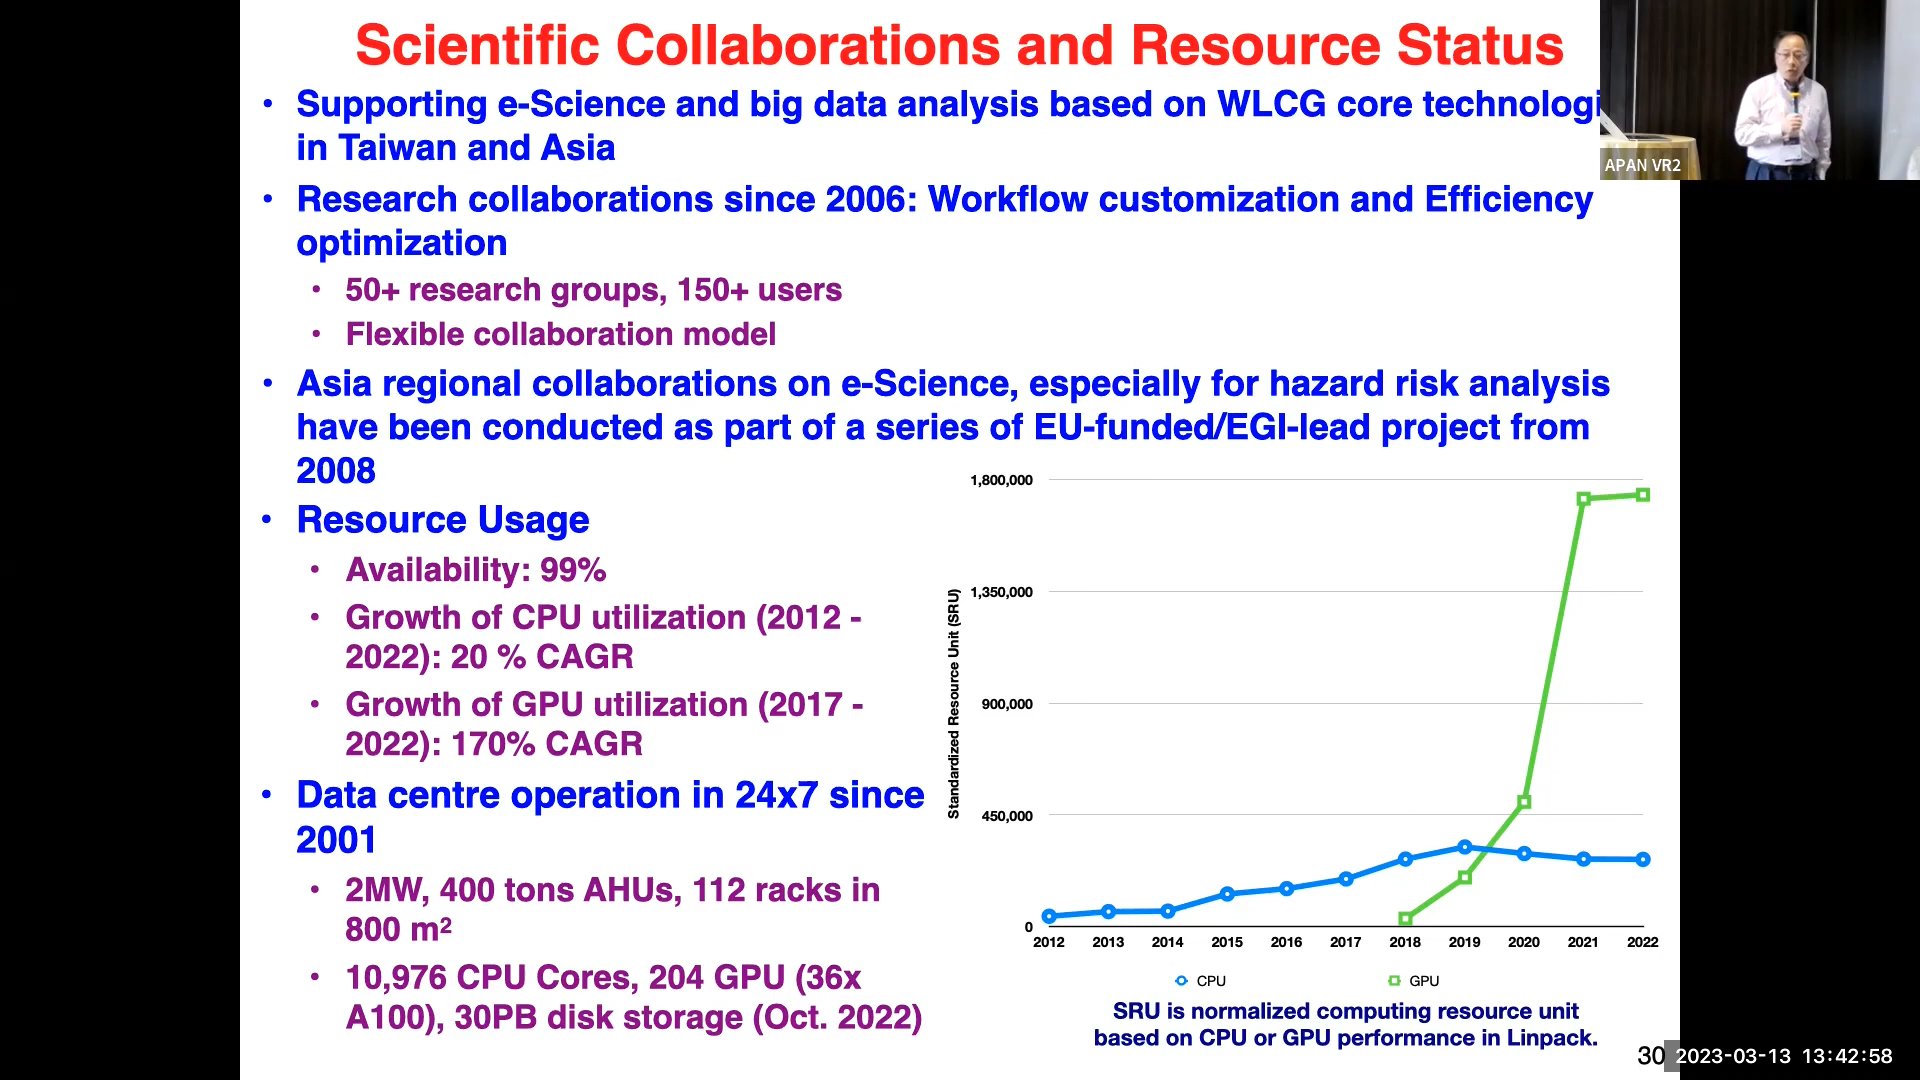 Scientific Collaborations and Resource Status
• Supporting e-Science and big data analysis based on WLCG core technologi
in Taiwan and Asia
• Research collaborations since 2006: Workflow customization and Efficiency
optimization
• 50+ research groups, 150+ users
• Flexible collaboration model
• Asia regional collaborations on e-Science, especially for hazard risk analysis
have been conducted as part of a series of EU-funded/EGI-lead project from
2008
• Resource Usage
• Availability: 99%
• Growth of CPU utilization (2012 -
2022): 20 % CAGR
• Growth of GPU utilization (2017 -
2022): 170% CAGR
• Data centre operation in 24x7 since
2001
• 2MW, 400 tons AHUs, 112 racks in
800 m²
• 10,976 CPU Cores, 204 GPU (36x
A100), 30PB disk storage (Oct. 2022)
Standardized Resource Unit (SRU)
1,800,000
1,350,000
900,000
450,000
0
2012 2013 2014 2015 2016 2017 2018 2019 2020 2021 2022
CPU GPU
SRU is normalized computing resource unit
based on CPU or GPU performance in Linpack.
30
APAN VR2
2023-03-13 13:42:58